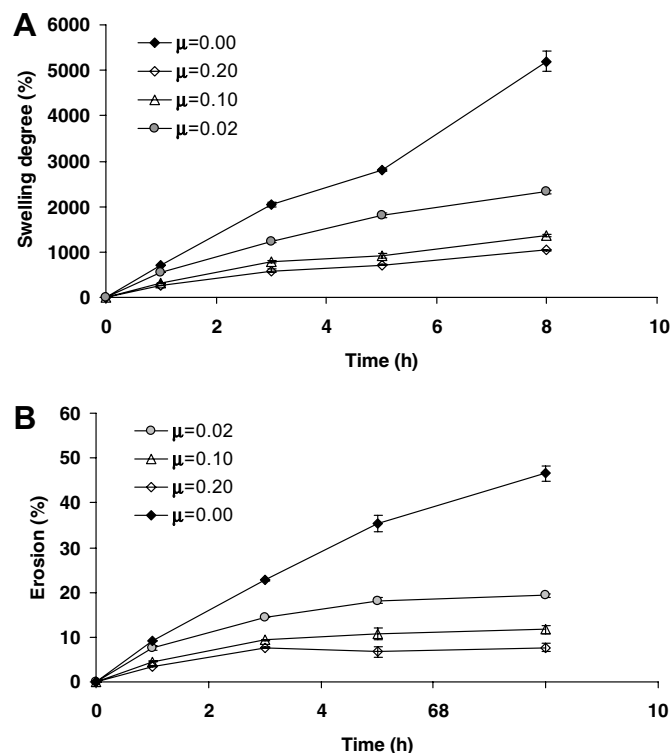 A
6000
5000
4000
3000
2000
1000
0
Swelling degree (%)
μ=0.00
μ=0.20
μ=0.10
μ=0.02
0 2 4 6 8 10
Time (h)
B
60
50
40
30
20
10
0
Erosion (%)
μ=0.02
μ=0.10
μ=0.20
μ=0.00
0 2 4 68 10
Time (h)